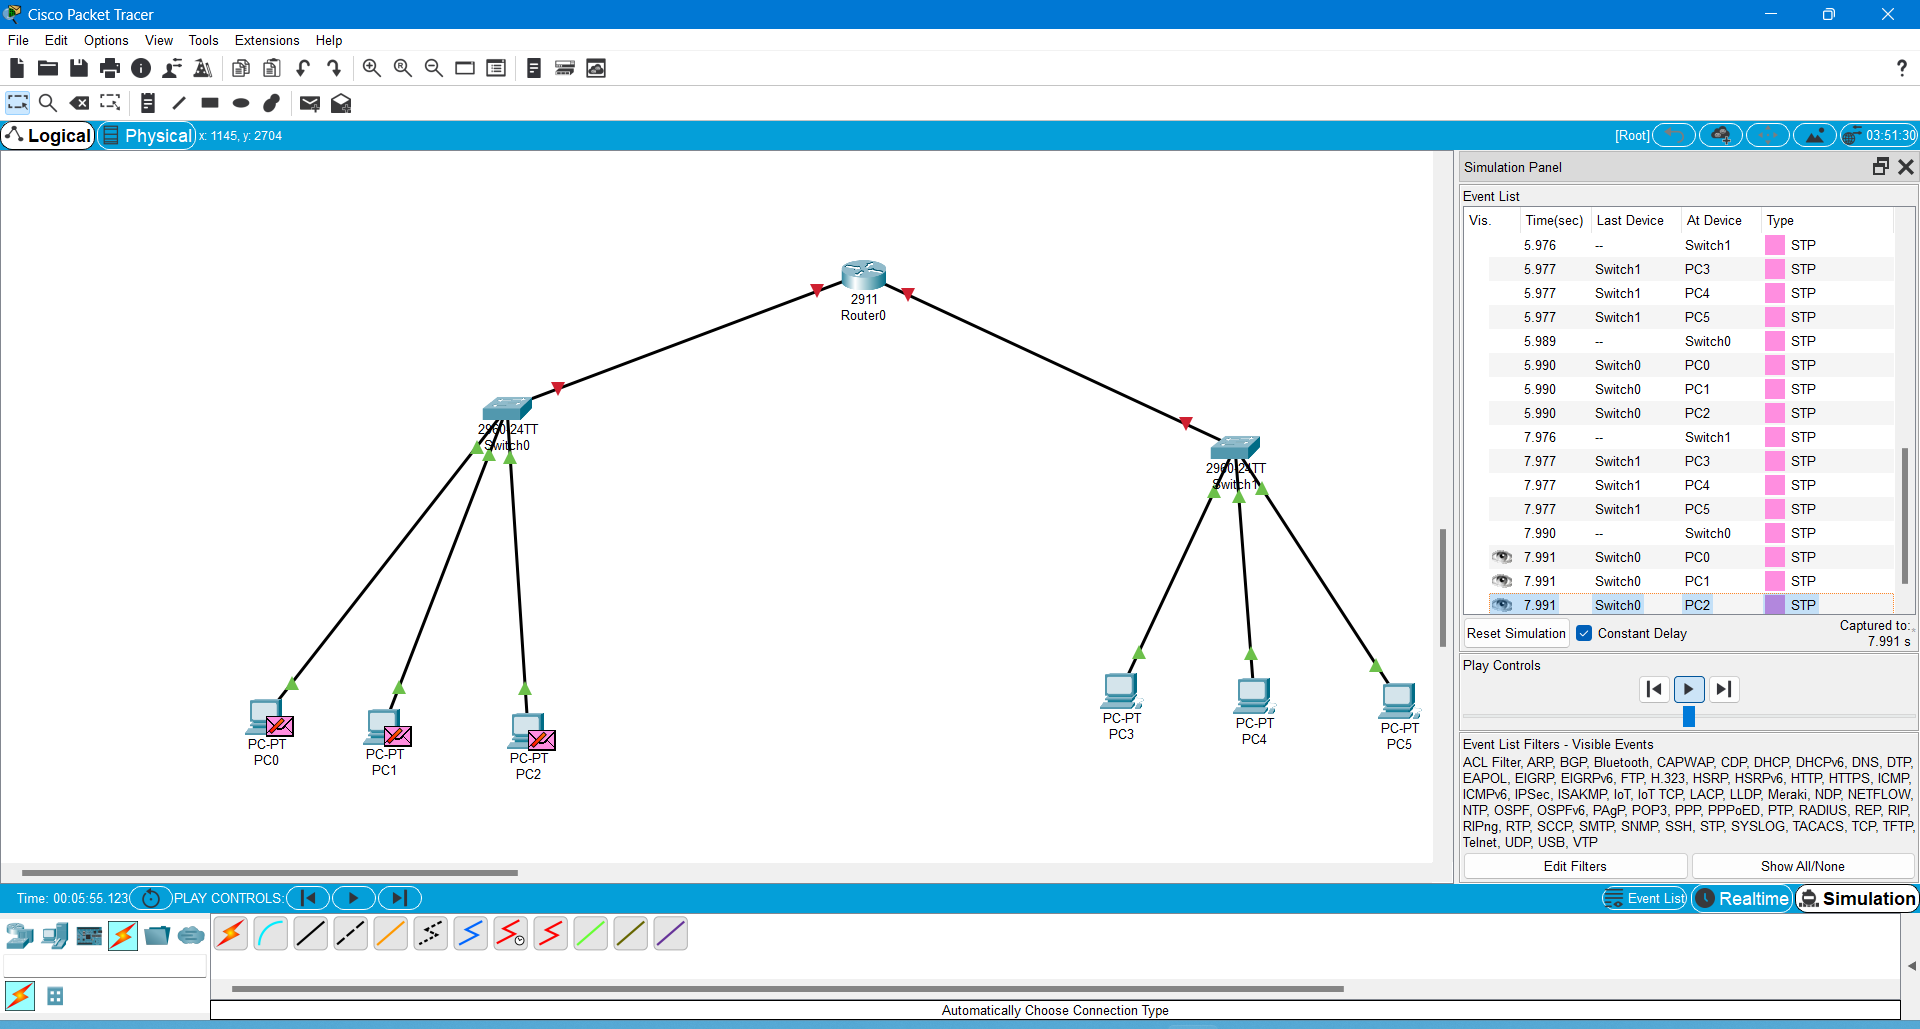 Cisco Packet Tracer
File Edit Options View Tools Extensions Help
?
Logical Physical x: 1145, y: 2704 [Root] 03:51:30
Simulation Panel
Event List
Vis. Time(sec) Last Device At Device Type
5.976 -- Switch1 STP
5.977 Switch1 PC3 STP
5.977 Switch1 PC4 STP
5.977 Switch1 PC5 STP
5.989 -- Switch0 STP
5.990 Switch0 PC0 STP
5.990 Switch0 PC1 STP
5.990 Switch0 PC2 STP
7.976 -- Switch1 STP
7.977 Switch1 PC3 STP
7.977 Switch1 PC4 STP
7.977 Switch1 PC5 STP
7.990 -- Switch0 STP
7.991 Switch0 PC0 STP
7.991 Switch0 PC1 STP
7.991 Switch0 PC2 STP
Reset Simulation Constant Delay Captured to:
7.991 s
Play Controls
Event List Filters - Visible Events
ACL Filter, ARP, BGP, Bluetooth, CAPWAP, CDP, DHCP, DHCPv6, DNS, DTP,
EAPOL, EIGRP, EIGRPv6, FTP, H.323, HSRP, HSRPv6, HTTP, HTTPS, ICMP,
ICMPv6, IPSec, ISAKMP, IoT, IoT TCP, LACP, LLDP, Meraki, NDP, NETFLOW,
NTP, OSPF, OSPFv6, PAgP, POP3, PPP, PPPoED, PTP, RADIUS, REP, RIP,
RIPng, RTP, SCCP, SMTP, SNMP, SSH, STP, SYSLOG, TACACS, TCP, TFTP,
Telnet, UDP, USB, VTP
Edit Filters Show All/None
2911
Router0
2960-24TT
Switch0
2960-24TT
Switch1
PC-PT
PC0
PC-PT
PC1
PC-PT
PC2
PC-PT
PC3
PC-PT
PC4
PC-PT
PC5
Time: 00:05:55.123 PLAY CONTROLS: Event List Realtime Simulation
Automatically Choose Connection Type